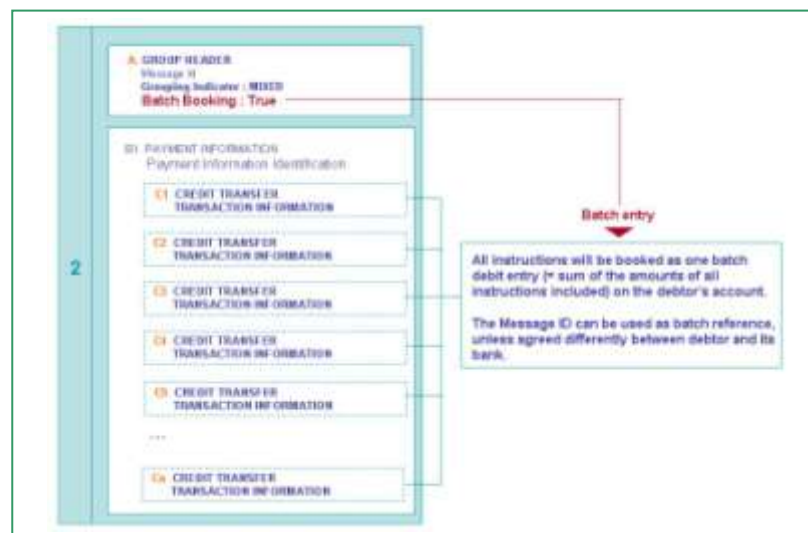 2
A. GROUP HEADER
Message Id
Grouping Indicator : MIXED
Batch Booking : True
B1 PAYMENT INFORMATION
Payment Information Identification
C1 CREDIT TRANSFER
TRANSACTION INFORMATION
C2 CREDIT TRANSFER
TRANSACTION INFORMATION
C3 CREDIT TRANSFER
TRANSACTION INFORMATION
C4 CREDIT TRANSFER
TRANSACTION INFORMATION
C5 CREDIT TRANSFER
TRANSACTION INFORMATION
...
Cn CREDIT TRANSFER
TRANSACTION INFORMATION
Batch entry
All instructions will be booked as one batch
debit entry (= sum of the amounts of all
instructions included) on the debtor's account.
The Message ID can be used as batch reference,
unless agreed differently between debtor and its
bank.